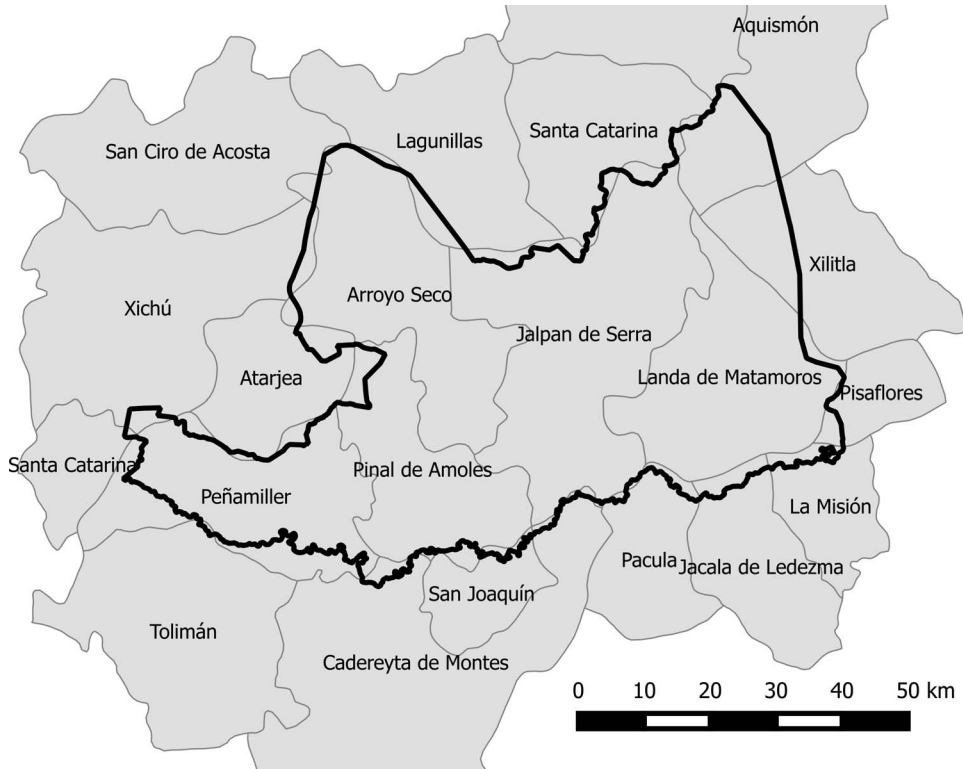 Aquismón
Santa Catarina
Lagunillas
San Ciro de Acosta
Xilitla
Arroyo Seco
Xichú
Jalpan de Serra
Atarjea
Landa de Matamoros
Pisaflores
Santa Catarina
Pinal de Amoles
Peñamiller
La Misión
Pacula
Jacala de Ledezma
San Joaquín
Tolimán
Cadereyta de Montes
0 10 20 30 40 50 km